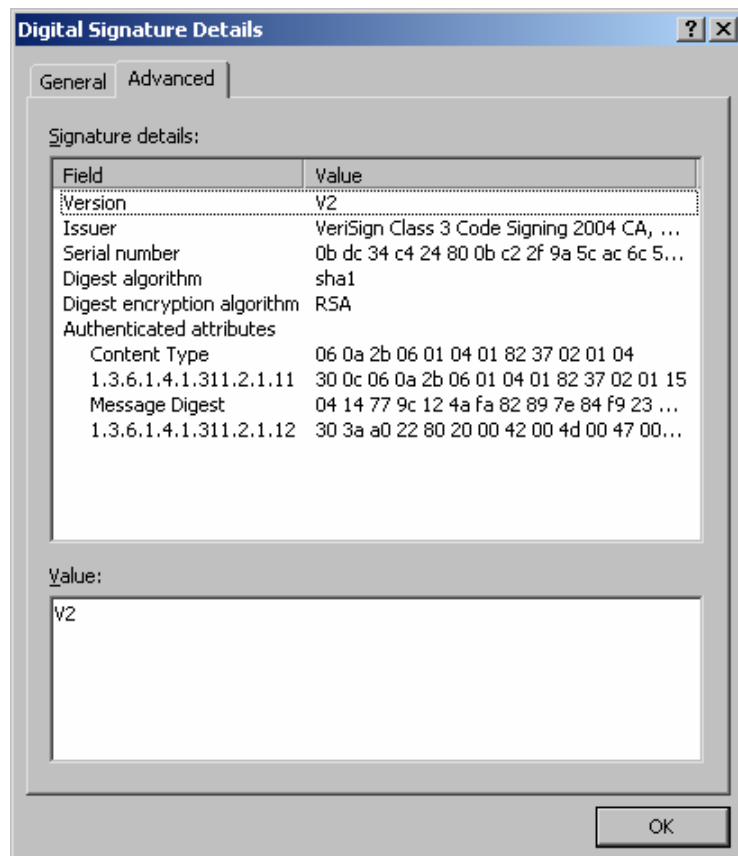 Digital Signature Details
General Advanced
Signature details:
Field Value
Version V2
Issuer VeriSign Class 3 Code Signing 2004 CA, ...
Serial number 0b dc 34 c4 24 80 0b c2 2f 9a 5c ac 6c 5...
Digest algorithm sha1
Digest encryption algorithm RSA
Authenticated attributes
Content Type 06 0a 2b 06 01 04 01 82 37 02 01 04
1.3.6.1.4.1.311.2.1.11 30 0c 06 0a 2b 06 01 04 01 82 37 02 01 15
Message Digest 04 14 77 9c 12 4a fa 82 89 7e 84 f9 23 ...
1.3.6.1.4.1.311.2.1.12 30 3a a0 22 80 20 00 42 00 4d 00 47 00...
Value:
V2
OK